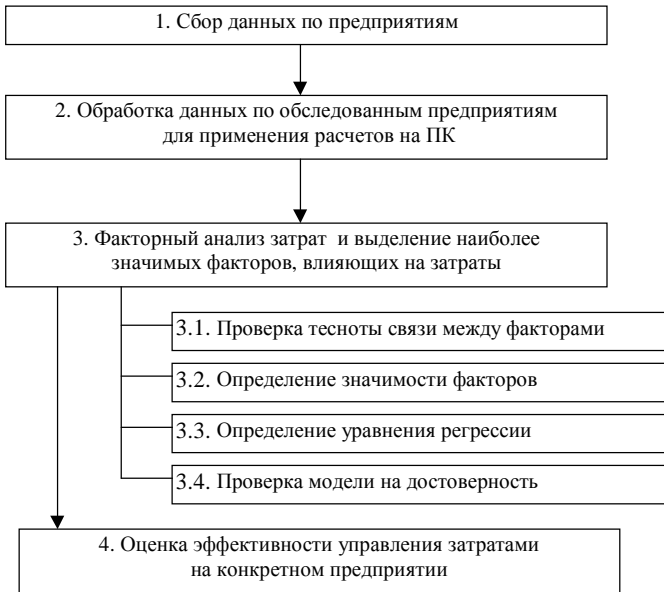 1. Сбор данных по предприятиям
2. Обработка данных по обследованным предприятиям
для применения расчетов на ПК
3. Факторный анализ затрат и выделение наиболее
значимых факторов, влияющих на затраты
3.1. Проверка тесноты связи между факторами
3.2. Определение значимости факторов
3.3. Определение уравнения регрессии
3.4. Проверка модели на достоверность
4. Оценка эффективности управления затратами
на конкретном предприятии